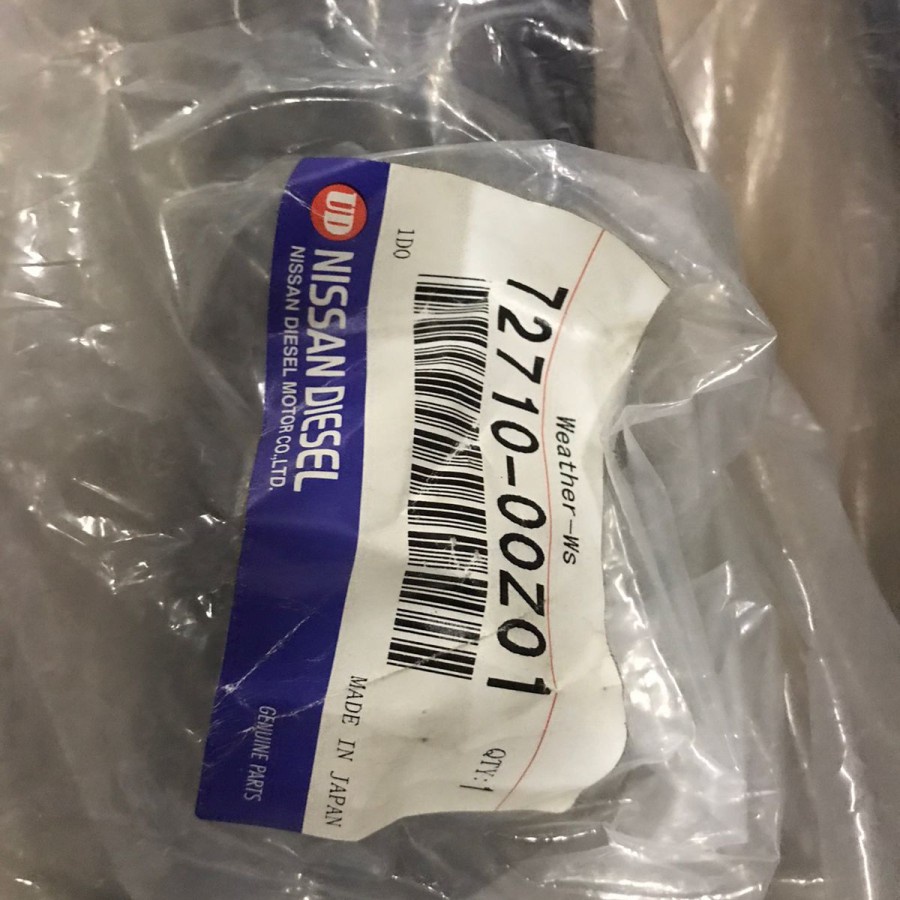 Weather-Ws
72710-00Z01
QTY:1
1D0
MADE IN JAPAN
UD
NISSAN DIESEL
NISSAN DIESEL MOTOR CO.,LTD.
GENUINE PARTS